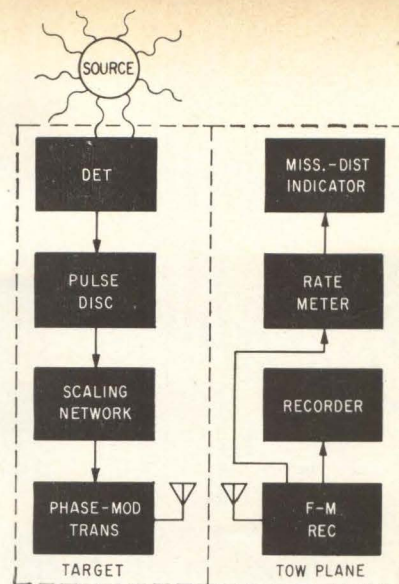 SOURCE
DET
PULSE
DISC
SCALING
NETWORK
PHASE-MOD
TRANS
TARGET
MISS.-DIST
INDICATOR
RATE
METER
RECORDER
F-M
REC
TOW PLANE